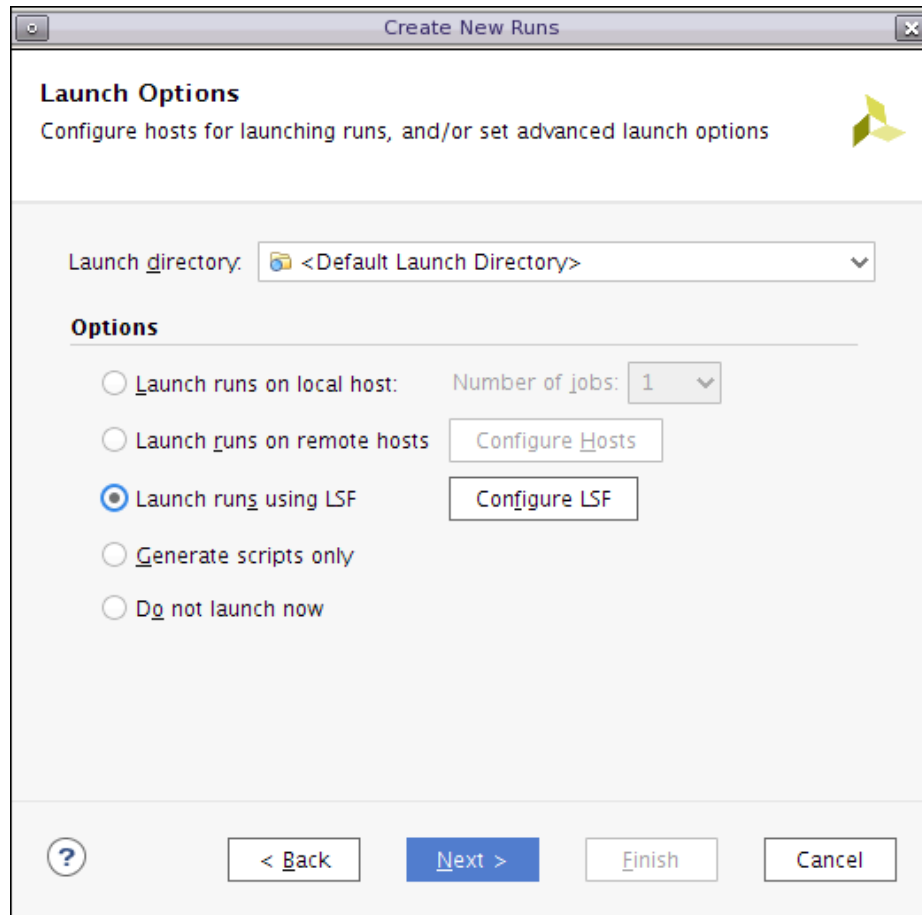 Create New Runs
Launch Options
Configure hosts for launching runs, and/or set advanced launch options
Launch directory: <Default Launch Directory>
Options
Launch runs on local host: Number of jobs: 1
Launch runs on remote hosts Configure Hosts
Launch runs using LSF Configure LSF
Generate scripts only
Do not launch now
? < Back Next > Finish Cancel